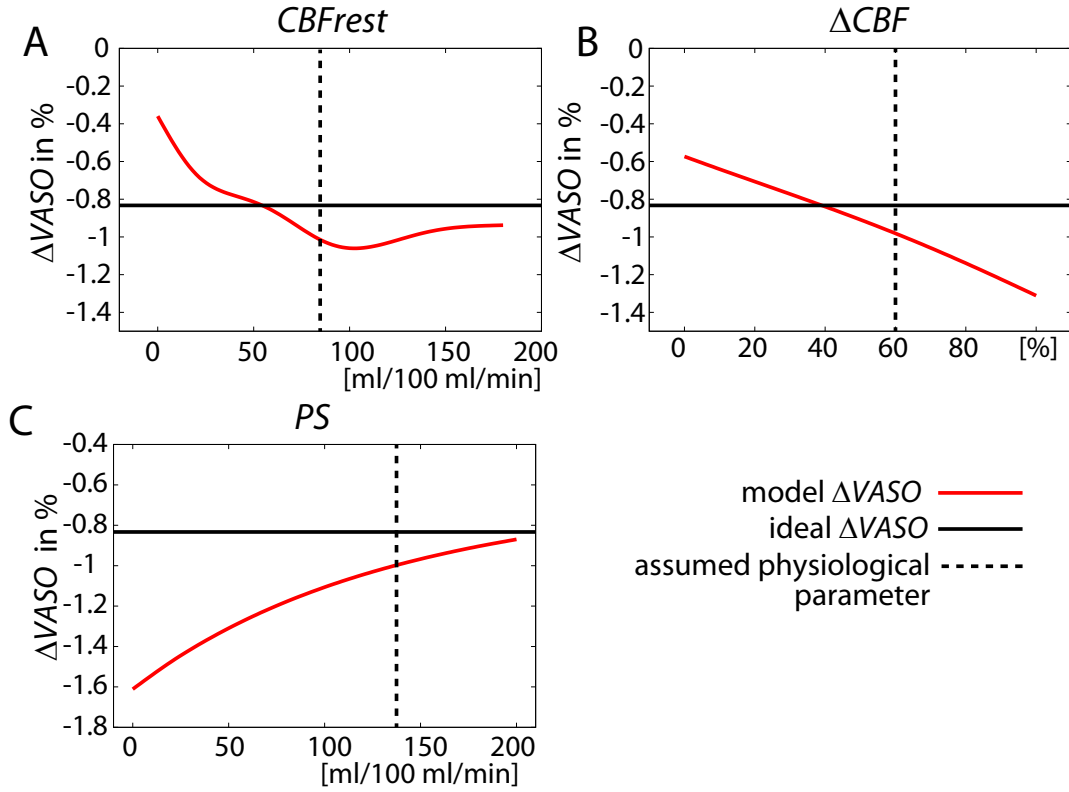 A
CBFrest
ΔVASO in %
0
-0.2
-0.4
-0.6
-0.8
-1
-1.2
-1.4
0 50 100 150 200
[ml/100 ml/min]
B
ΔCBF
ΔVASO in %
0
-0.2
-0.4
-0.6
-0.8
-1
-1.2
-1.4
0 20 40 60 80 [%]
C
PS
ΔVASO in %
-0.4
-0.6
-0.8
-1
-1.2
-1.4
-1.6
-1.8
0 50 100 150 200
[ml/100 ml/min]
model ΔVASO
ideal ΔVASO
assumed physiological
parameter